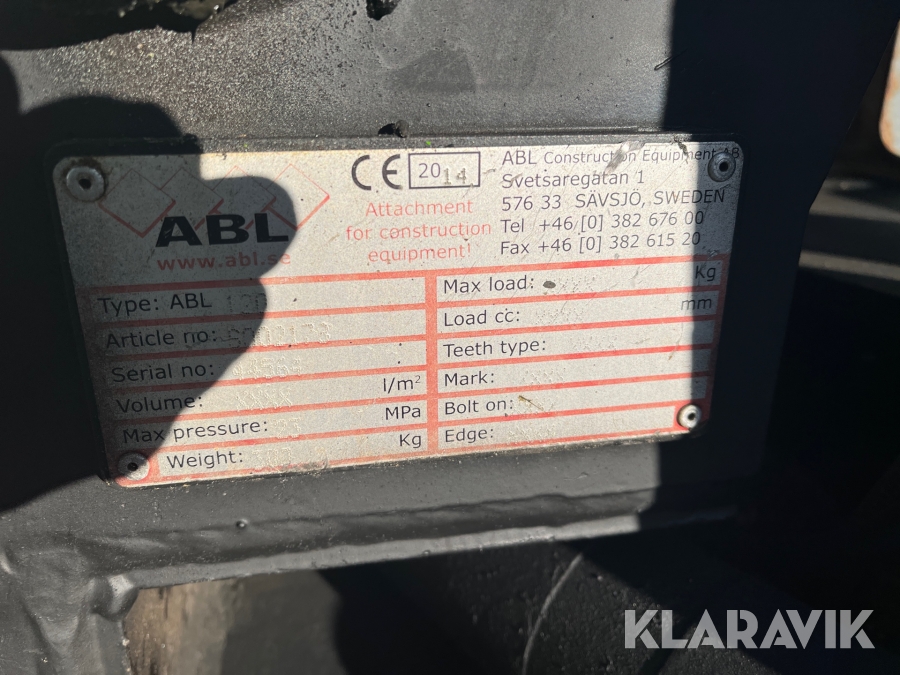 ABL
www.abl.se
CE 2014
Attachment
for construction
equipment¹
ABL Construction Equipment AB
Svetsaregatan 1
576 33 SÄVSJÖ, SWEDEN
Tel +46 [0] 382 676 00
Fax +46 [0] 382 615 20
Type: ABL
Article no:
Serial no:
Volume: XXXX l/m²
Max pressure: MPa
Weight: Kg
Max load: Kg
Load cc: mm
Teeth type:
Mark:
Bolt on:
Edge:
KLARAVIK